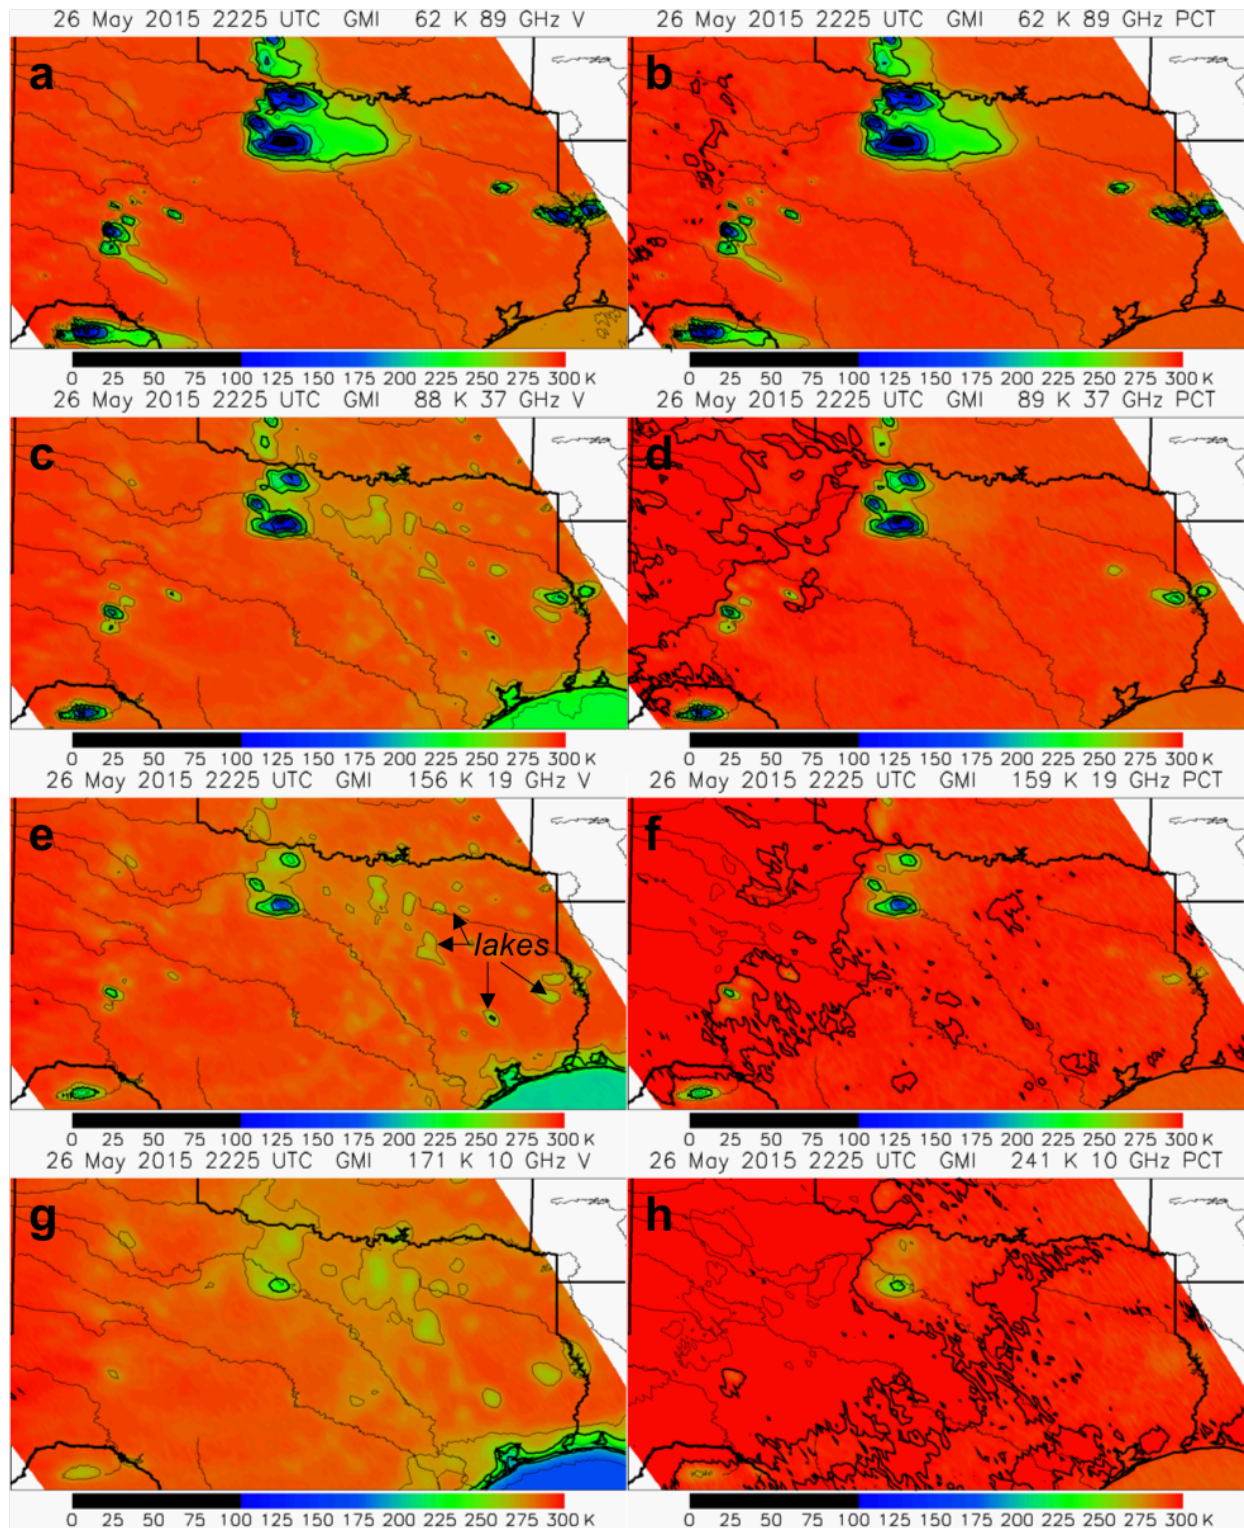 26 May 2015 2225 UTC GMI 62 K 89 GHz V
26 May 2015 2225 UTC GMI 62 K 89 GHz PCT
a
b
0 25 50 75 100 125 150 175 200 225 250 275 300 K
0 25 50 75 100 125 150 175 200 225 250 275 300 K
26 May 2015 2225 UTC GMI 88 K 37 GHz V
26 May 2015 2225 UTC GMI 89 K 37 GHz PCT
c
d
0 25 50 75 100 125 150 175 200 225 250 275 300 K
0 25 50 75 100 125 150 175 200 225 250 275 300 K
26 May 2015 2225 UTC GMI 156 K 19 GHz V
26 May 2015 2225 UTC GMI 159 K 19 GHz PCT
e
f
lakes
0 25 50 75 100 125 150 175 200 225 250 275 300 K
0 25 50 75 100 125 150 175 200 225 250 275 300 K
26 May 2015 2225 UTC GMI 171 K 10 GHz V
26 May 2015 2225 UTC GMI 241 K 10 GHz PCT
g
h
0 25 50 75 100 125 150 175 200 225 250 275 300 K
0 25 50 75 100 125 150 175 200 225 250 275 300 K